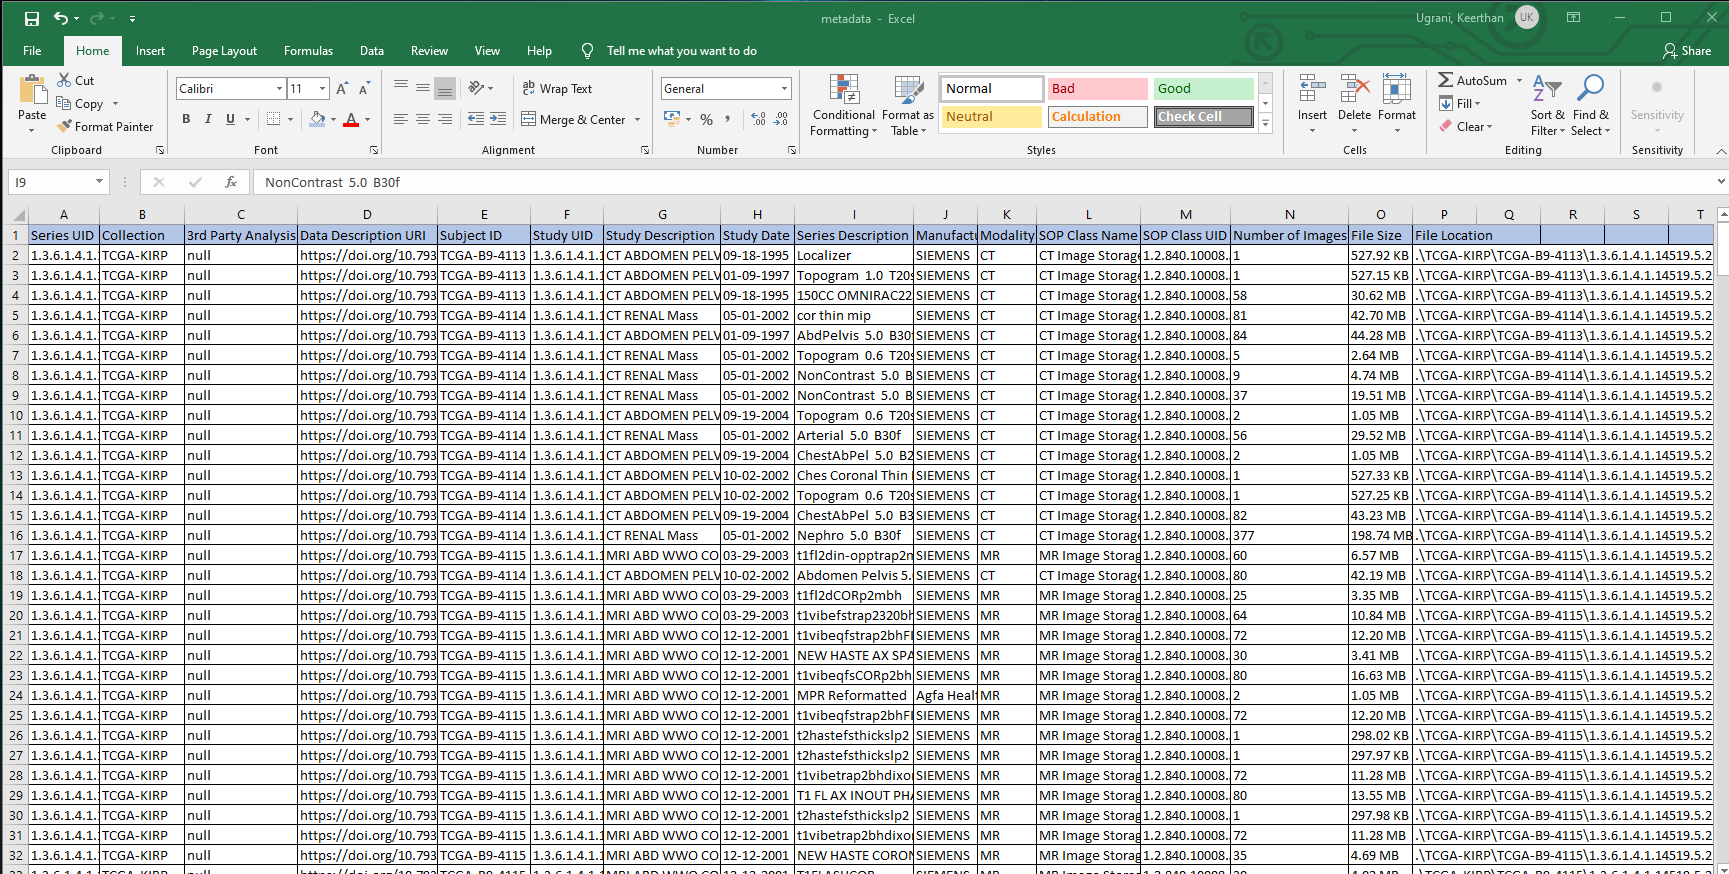 metadata - Excel
Ugrani, Keerthan UK
File Home Insert Page Layout Formulas Data Review View Help Tell me what you want to do Share
Paste Cut Copy Format Painter Clipboard
Calibri 11 B I U A Font
ab Wrap Text Merge & Center Alignment
General % Number
Conditional Formatting Format as Table Normal Bad Good Neutral Calculation Check Cell Styles
Insert Delete Format Cells
AutoSum Fill Clear Sort & Filter Find & Select Editing
Sensitivity Sensitivity
I9 fx NonContrast 5.0 B30f
A B C D E F G H I J K L M N O P Q R S T
1 Series UID Collection 3rd Party Analysis Data Description URI Subject ID Study UID Study Description Study Date Series Description Manufactu Modality SOP Class Name SOP Class UID Number of Images File Size File Location
2 1.3.6.1.4.1. TCGA-KIRP null https://doi.org/10.793 TCGA-B9-4113 1.3.6.1.4.1.1 CT ABDOMEN PELV 09-18-1995 Localizer SIEMENS CT CT Image Storage 1.2.840.10008. 1 527.92 KB .\TCGA-KIRP\TCGA-B9-4113\1.3.6.1.4.1.14519.5.2
3 1.3.6.1.4.1. TCGA-KIRP null https://doi.org/10.793 TCGA-B9-4113 1.3.6.1.4.1.1 CT ABDOMEN PELV 01-09-1997 Topogram 1.0 T20s SIEMENS CT CT Image Storage 1.2.840.10008. 1 527.15 KB .\TCGA-KIRP\TCGA-B9-4113\1.3.6.1.4.1.14519.5.2
4 1.3.6.1.4.1. TCGA-KIRP null https://doi.org/10.793 TCGA-B9-4113 1.3.6.1.4.1.1 CT ABDOMEN PELV 09-18-1995 150CC OMNIRAC22 SIEMENS CT CT Image Storage 1.2.840.10008. 58 30.62 MB .\TCGA-KIRP\TCGA-B9-4113\1.3.6.1.4.1.14519.5.2
5 1.3.6.1.4.1. TCGA-KIRP null https://doi.org/10.793 TCGA-B9-4114 1.3.6.1.4.1.1 CT RENAL Mass 05-01-2002 cor thin mip SIEMENS CT CT Image Storage 1.2.840.10008. 81 42.70 MB .\TCGA-KIRP\TCGA-B9-4114\1.3.6.1.4.1.14519.5.2
6 1.3.6.1.4.1. TCGA-KIRP null https://doi.org/10.793 TCGA-B9-4113 1.3.6.1.4.1.1 CT ABDOMEN PELV 01-09-1997 AbdPelvis 5.0 B30f SIEMENS CT CT Image Storage 1.2.840.10008. 84 44.28 MB .\TCGA-KIRP\TCGA-B9-4113\1.3.6.1.4.1.14519.5.2
7 1.3.6.1.4.1. TCGA-KIRP null https://doi.org/10.793 TCGA-B9-4114 1.3.6.1.4.1.1 CT RENAL Mass 05-01-2002 Topogram 0.6 T20s SIEMENS CT CT Image Storage 1.2.840.10008. 5 2.64 MB .\TCGA-KIRP\TCGA-B9-4114\1.3.6.1.4.1.14519.5.2
8 1.3.6.1.4.1. TCGA-KIRP null https://doi.org/10.793 TCGA-B9-4114 1.3.6.1.4.1.1 CT RENAL Mass 05-01-2002 NonContrast 5.0 B SIEMENS CT CT Image Storage 1.2.840.10008. 9 4.74 MB .\TCGA-KIRP\TCGA-B9-4114\1.3.6.1.4.1.14519.5.2
9 1.3.6.1.4.1. TCGA-KIRP null https://doi.org/10.793 TCGA-B9-4114 1.3.6.1.4.1.1 CT RENAL Mass 05-01-2002 NonContrast 5.0 B SIEMENS CT CT Image Storage 1.2.840.10008. 37 19.51 MB .\TCGA-KIRP\TCGA-B9-4114\1.3.6.1.4.1.14519.5.2
10 1.3.6.1.4.1. TCGA-KIRP null https://doi.org/10.793 TCGA-B9-4114 1.3.6.1.4.1.1 CT ABDOMEN PELV 09-19-2004 Topogram 0.6 T20s SIEMENS CT CT Image Storage 1.2.840.10008. 2 1.05 MB .\TCGA-KIRP\TCGA-B9-4114\1.3.6.1.4.1.14519.5.2
11 1.3.6.1.4.1. TCGA-KIRP null https://doi.org/10.793 TCGA-B9-4114 1.3.6.1.4.1.1 CT RENAL Mass 05-01-2002 Arterial 5.0 B30f SIEMENS CT CT Image Storage 1.2.840.10008. 56 29.52 MB .\TCGA-KIRP\TCGA-B9-4114\1.3.6.1.4.1.14519.5.2
12 1.3.6.1.4.1. TCGA-KIRP null https://doi.org/10.793 TCGA-B9-4114 1.3.6.1.4.1.1 CT ABDOMEN PELV 09-19-2004 ChestAbPel 5.0 B2 SIEMENS CT CT Image Storage 1.2.840.10008. 2 1.05 MB .\TCGA-KIRP\TCGA-B9-4114\1.3.6.1.4.1.14519.5.2
13 1.3.6.1.4.1. TCGA-KIRP null https://doi.org/10.793 TCGA-B9-4114 1.3.6.1.4.1.1 CT ABDOMEN PELV 10-02-2002 Ches Coronal Thin SIEMENS CT CT Image Storage 1.2.840.10008. 1 527.33 KB .\TCGA-KIRP\TCGA-B9-4114\1.3.6.1.4.1.14519.5.2
14 1.3.6.1.4.1. TCGA-KIRP null https://doi.org/10.793 TCGA-B9-4114 1.3.6.1.4.1.1 CT ABDOMEN PELV 10-02-2002 Topogram 0.6 T20s SIEMENS CT CT Image Storage 1.2.840.10008. 1 527.25 KB .\TCGA-KIRP\TCGA-B9-4114\1.3.6.1.4.1.14519.5.2
15 1.3.6.1.4.1. TCGA-KIRP null https://doi.org/10.793 TCGA-B9-4114 1.3.6.1.4.1.1 CT ABDOMEN PELV 09-19-2004 ChestAbPel 5.0 B3 SIEMENS CT CT Image Storage 1.2.840.10008. 82 43.23 MB .\TCGA-KIRP\TCGA-B9-4114\1.3.6.1.4.1.14519.5.2
16 1.3.6.1.4.1. TCGA-KIRP null https://doi.org/10.793 TCGA-B9-4114 1.3.6.1.4.1.1 CT RENAL Mass 05-01-2002 Nephro 5.0 B30f SIEMENS CT CT Image Storage 1.2.840.10008. 377 198.74 MB .\TCGA-KIRP\TCGA-B9-4114\1.3.6.1.4.1.14519.5.2
17 1.3.6.1.4.1. TCGA-KIRP null https://doi.org/10.793 TCGA-B9-4115 1.3.6.1.4.1.1 MRI ABD WWO CO 03-29-2003 t1fl2din-opptrap2m SIEMENS MR MR Image Storag 1.2.840.10008. 60 6.57 MB .\TCGA-KIRP\TCGA-B9-4115\1.3.6.1.4.1.14519.5.2
18 1.3.6.1.4.1. TCGA-KIRP null https://doi.org/10.793 TCGA-B9-4114 1.3.6.1.4.1.1 CT ABDOMEN PELV 10-02-2002 Abdomen Pelvis 5. SIEMENS CT CT Image Storage 1.2.840.10008. 80 42.19 MB .\TCGA-KIRP\TCGA-B9-4114\1.3.6.1.4.1.14519.5.2
19 1.3.6.1.4.1. TCGA-KIRP null https://doi.org/10.793 TCGA-B9-4115 1.3.6.1.4.1.1 MRI ABD WWO CO 03-29-2003 t1fl2dCORp2mbh SIEMENS MR MR Image Storag 1.2.840.10008. 25 3.35 MB .\TCGA-KIRP\TCGA-B9-4115\1.3.6.1.4.1.14519.5.2
20 1.3.6.1.4.1. TCGA-KIRP null https://doi.org/10.793 TCGA-B9-4115 1.3.6.1.4.1.1 MRI ABD WWO CO 03-29-2003 t1vibefstrap2320bh SIEMENS MR MR Image Storag 1.2.840.10008. 64 10.84 MB .\TCGA-KIRP\TCGA-B9-4115\1.3.6.1.4.1.14519.5.2
21 1.3.6.1.4.1. TCGA-KIRP null https://doi.org/10.793 TCGA-B9-4115 1.3.6.1.4.1.1 MRI ABD WWO CO 12-12-2001 t1vibeqfstrap2bhFl SIEMENS MR MR Image Storag 1.2.840.10008. 72 12.20 MB .\TCGA-KIRP\TCGA-B9-4115\1.3.6.1.4.1.14519.5.2
22 1.3.6.1.4.1. TCGA-KIRP null https://doi.org/10.793 TCGA-B9-4115 1.3.6.1.4.1.1 MRI ABD WWO CO 12-12-2001 NEW HASTE AX SPA SIEMENS MR MR Image Storag 1.2.840.10008. 30 3.41 MB .\TCGA-KIRP\TCGA-B9-4115\1.3.6.1.4.1.14519.5.2
23 1.3.6.1.4.1. TCGA-KIRP null https://doi.org/10.793 TCGA-B9-4115 1.3.6.1.4.1.1 MRI ABD WWO CO 12-12-2001 t1vibeqfsCORp2bh SIEMENS MR MR Image Storag 1.2.840.10008. 80 16.63 MB .\TCGA-KIRP\TCGA-B9-4115\1.3.6.1.4.1.14519.5.2
24 1.3.6.1.4.1. TCGA-KIRP null https://doi.org/10.793 TCGA-B9-4115 1.3.6.1.4.1.1 MRI ABD WWO CO 12-12-2001 MPR Reformatted Agfa Healt MR MR Image Storag 1.2.840.10008. 2 1.05 MB .\TCGA-KIRP\TCGA-B9-4115\1.3.6.1.4.1.14519.5.2
25 1.3.6.1.4.1. TCGA-KIRP null https://doi.org/10.793 TCGA-B9-4115 1.3.6.1.4.1.1 MRI ABD WWO CO 12-12-2001 t1vibeqfstrap2bhFl SIEMENS MR MR Image Storag 1.2.840.10008. 72 12.20 MB .\TCGA-KIRP\TCGA-B9-4115\1.3.6.1.4.1.14519.5.2
26 1.3.6.1.4.1. TCGA-KIRP null https://doi.org/10.793 TCGA-B9-4115 1.3.6.1.4.1.1 MRI ABD WWO CO 12-12-2001 t2hastefsthickslp2 SIEMENS MR MR Image Storag 1.2.840.10008. 1 298.02 KB .\TCGA-KIRP\TCGA-B9-4115\1.3.6.1.4.1.14519.5.2
27 1.3.6.1.4.1. TCGA-KIRP null https://doi.org/10.793 TCGA-B9-4115 1.3.6.1.4.1.1 MRI ABD WWO CO 12-12-2001 t2hastefsthickslp2 SIEMENS MR MR Image Storag 1.2.840.10008. 1 297.97 KB .\TCGA-KIRP\TCGA-B9-4115\1.3.6.1.4.1.14519.5.2
28 1.3.6.1.4.1. TCGA-KIRP null https://doi.org/10.793 TCGA-B9-4115 1.3.6.1.4.1.1 MRI ABD WWO CO 12-12-2001 t1vibetrap2bhdixon SIEMENS MR MR Image Storag 1.2.840.10008. 72 11.28 MB .\TCGA-KIRP\TCGA-B9-4115\1.3.6.1.4.1.14519.5.2
29 1.3.6.1.4.1. TCGA-KIRP null https://doi.org/10.793 TCGA-B9-4115 1.3.6.1.4.1.1 MRI ABD WWO CO 12-12-2001 T1 FL AX INOUT PHA SIEMENS MR MR Image Storag 1.2.840.10008. 80 13.55 MB .\TCGA-KIRP\TCGA-B9-4115\1.3.6.1.4.1.14519.5.2
30 1.3.6.1.4.1. TCGA-KIRP null https://doi.org/10.793 TCGA-B9-4115 1.3.6.1.4.1.1 MRI ABD WWO CO 12-12-2001 t2hastefsthickslp2 SIEMENS MR MR Image Storag 1.2.840.10008. 1 297.98 KB .\TCGA-KIRP\TCGA-B9-4115\1.3.6.1.4.1.14519.5.2
31 1.3.6.1.4.1. TCGA-KIRP null https://doi.org/10.793 TCGA-B9-4115 1.3.6.1.4.1.1 MRI ABD WWO CO 12-12-2001 t1vibetrap2bhdixon SIEMENS MR MR Image Storag 1.2.840.10008. 72 11.28 MB .\TCGA-KIRP\TCGA-B9-4115\1.3.6.1.4.1.14519.5.2
32 1.3.6.1.4.1. TCGA-KIRP null https://doi.org/10.793 TCGA-B9-4115 1.3.6.1.4.1.1 MRI ABD WWO CO 12-12-2001 NEW HASTE CORON SIEMENS MR MR Image Storag 1.2.840.10008. 35 4.69 MB .\TCGA-KIRP\TCGA-B9-4115\1.3.6.1.4.1.14519.5.2